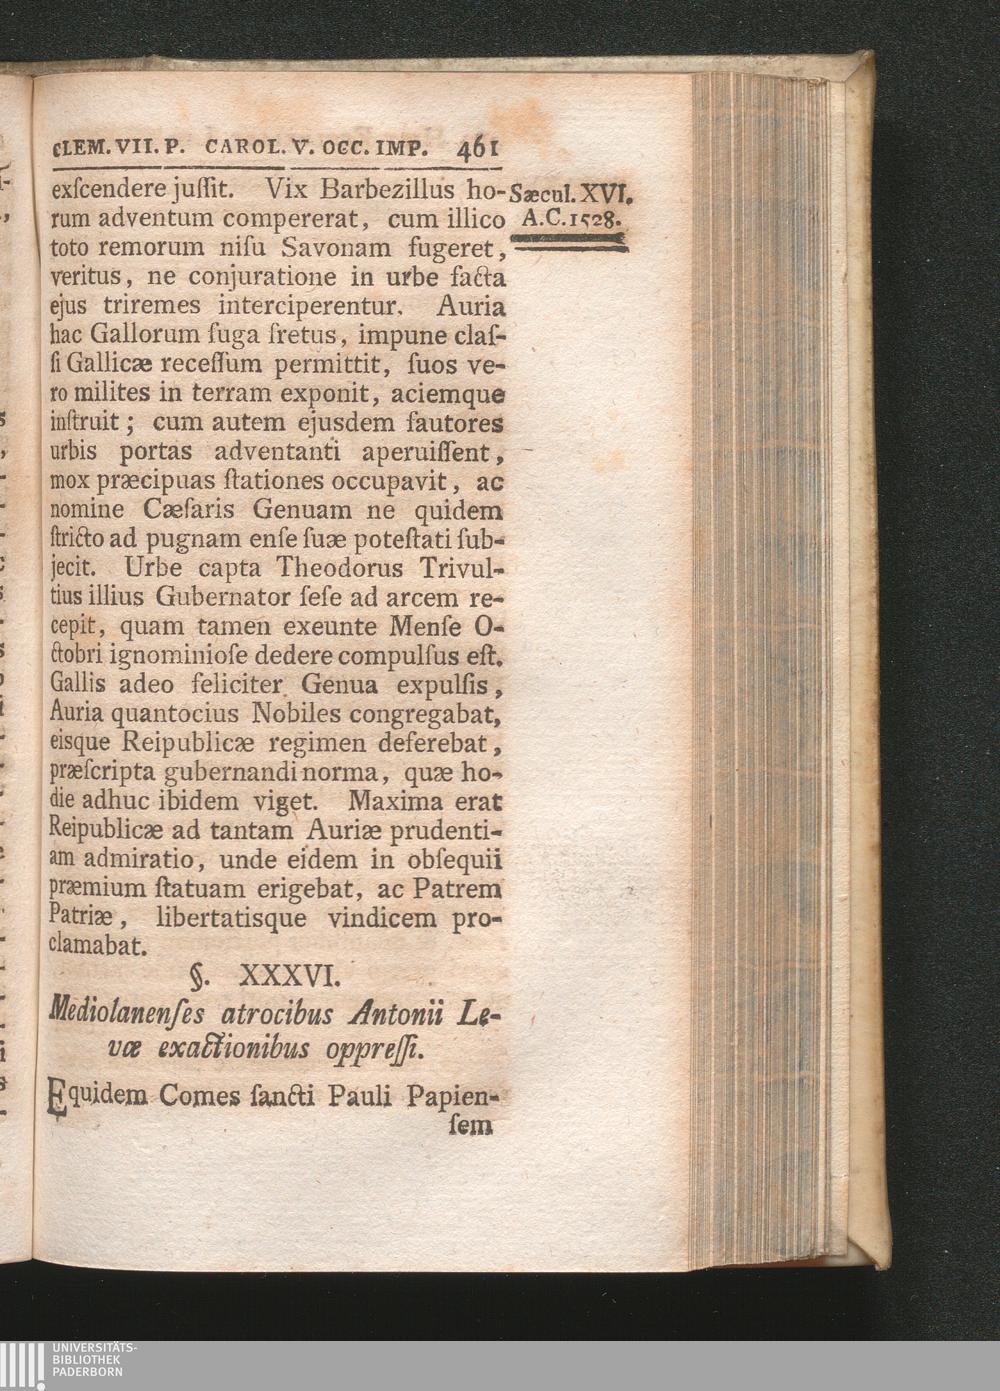 CLEM. VII. P. CAROL. V. OCC. IMP. 461
Sæcul. XVI.
A.C. 1528.
exſcendere juſſit. Vix Barbezillus ho-
rum adventum compererat, cum illico
toto remorum niſu Savonam fugeret,
veritus, ne conjuratione in urbe facta
ejus triremes interciperentur. Auria
hac Gallorum fuga fretus, impune claſ-
ſi Gallicæ receſſum permittit, ſuos ve-
ro milites in terram exponit, aciemque
inſtruit; cum autem ejusdem fautores
urbis portas adventanti aperuiſſent,
mox præcipuas ſtationes occupavit, ac
nomine Cæſaris Genuam ne quidem
ſtricto ad pugnam enſe ſuæ poteſtati ſub-
jecit. Urbe capta Theodorus Trivul-
tius illius Gubernator ſeſe ad arcem re-
cepit, quam tamen exeunte Menſe O-
ctobri ignominioſe dedere compulſus eſt.
Gallis adeo feliciter Genua expulſis,
Auria quantocius Nobiles congregabat,
eisque Reipublicæ regimen deferebat,
præſcripta gubernandi norma, quæ ho-
die adhuc ibidem viget. Maxima erat
Reipublicæ ad tantam Auriæ prudenti-
am admiratio, unde eidem in obſequii
præmium ſtatuam erigebat, ac Patrem
Patriæ, libertatisque vindicem pro-
clamabat.
§. XXXVI.
Mediolanenſes atrocibus Antonii Le-
væ exactionibus oppreſſi.
Equidem Comes ſancti Pauli Papien-
ſem
UNIVERSITÄTS-
BIBLIOTHEK
PADERBORN